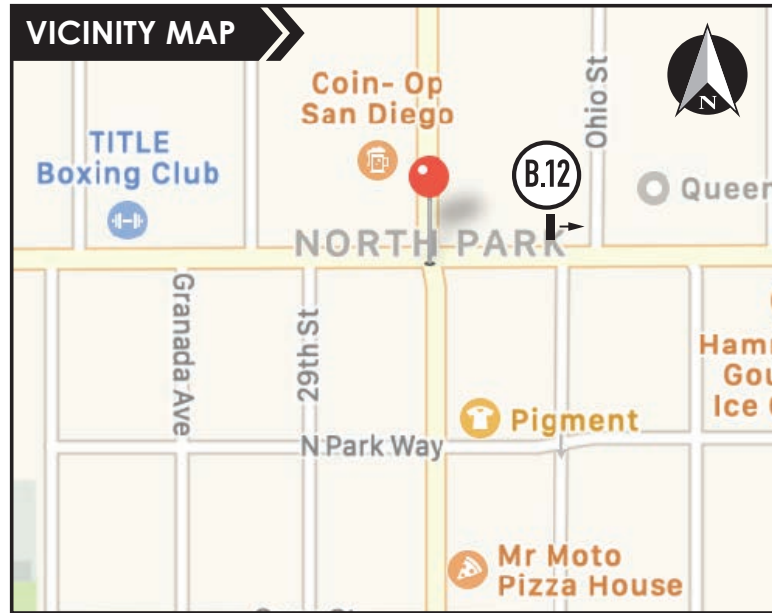 VICINITY MAP
Coin- Op
San Diego
Ohio St
N
TITLE
Boxing Club
B.12
Queen
NORTH PARK
Granada Ave
29th St
Ham
Gou
Ice
Pigment
N Park Way
Mr Moto
Pizza House